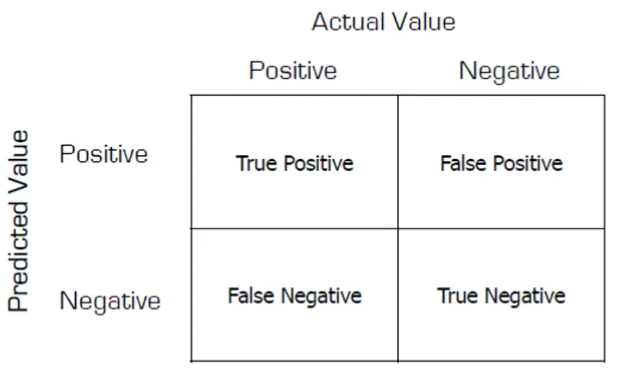 Actual Value
Positive Negative
Predicted Value
Positive True Positive False Positive
Negative False Negative True Negative